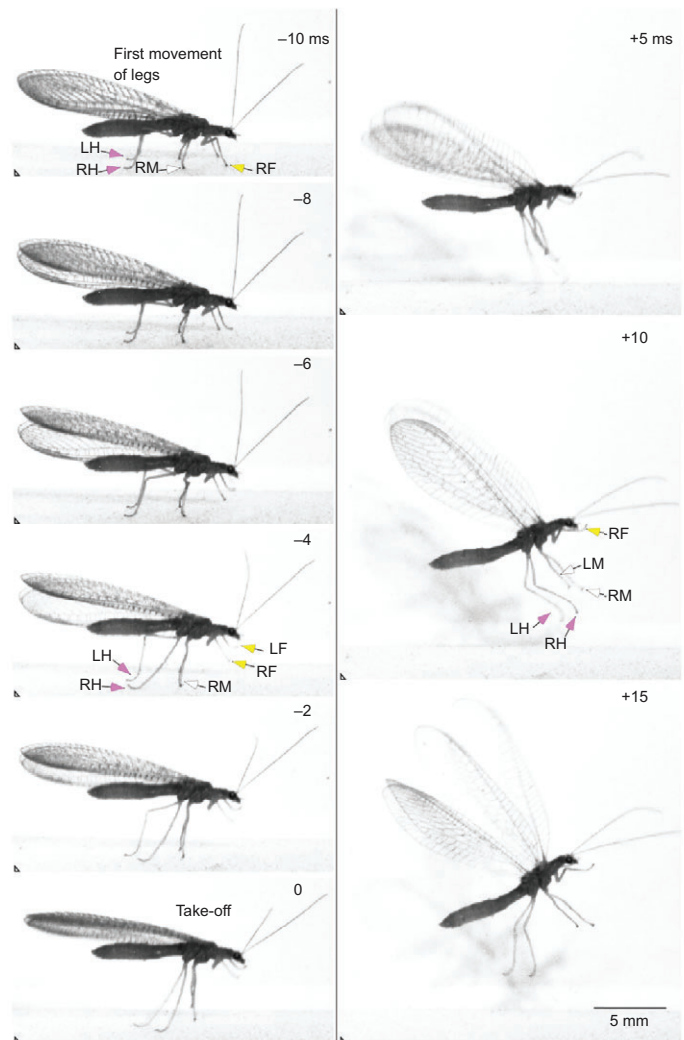 –10 ms
First movement
of legs
LH
RH
RM
RF
–8
–6
–4
LF
LH
RF
RH
RM
–2
0
Take-off
+5 ms
+10
RF
LM
RM
LH
RH
+15
5 mm